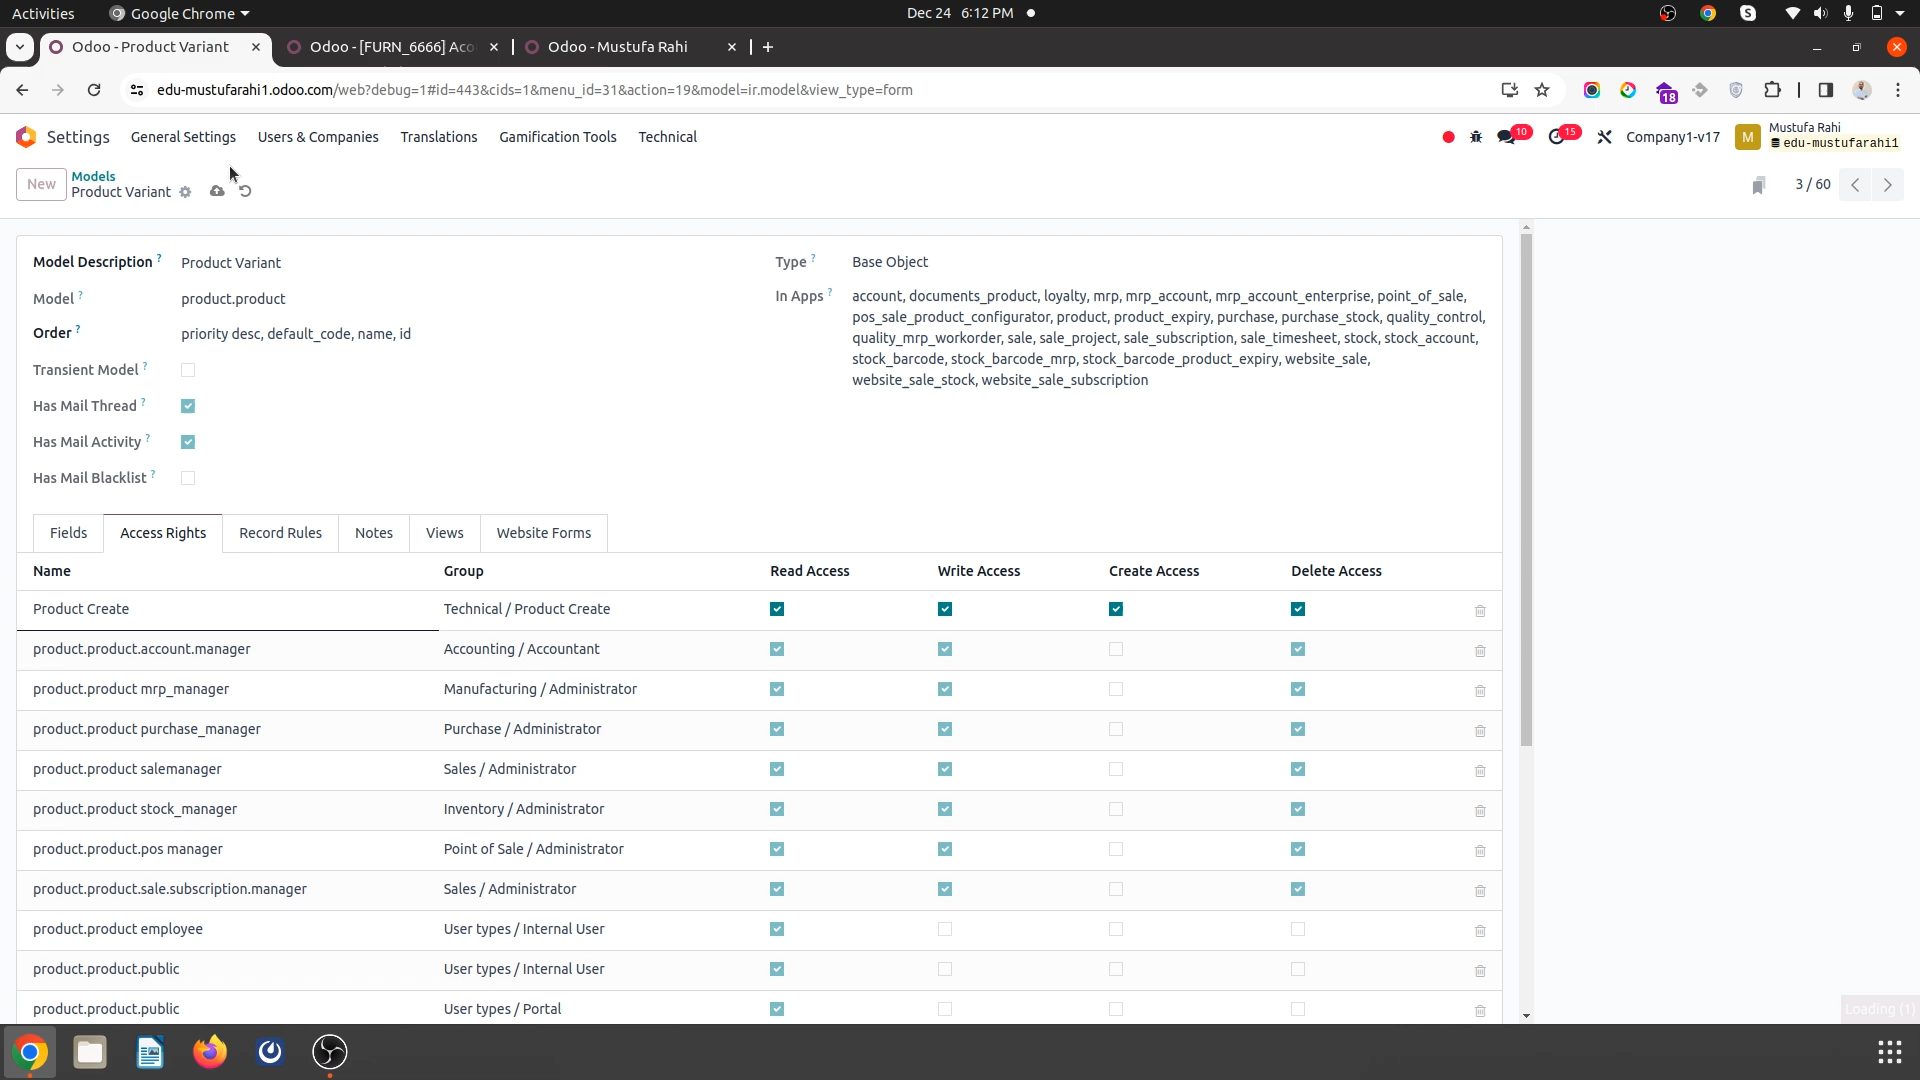 Activities
Google Chrome
Dec 24 6:12 PM
Odoo - Product Variant
Odoo - [FURN_6666] Aco
Odoo - Mustufa Rahi
edu-mustufarahi1.odoo.com/web?debug=1#id=443&cids=1&menu_id=31&action=19&model=ir.model&view_type=form
18
Settings
General Settings
Users & Companies
Translations
Gamification Tools
Technical
10
15
Company1-v17
M
Mustufa Rahi
edu-mustufarahi1
New
Models
Product Variant
3 / 60
Model Description ?
Product Variant
Type ?
Base Object
Model ?
product.product
In Apps ?
account, documents_product, loyalty, mrp, mrp_account, mrp_account_enterprise, point_of_sale,
pos_sale_product_configurator, product, product_expiry, purchase, purchase_stock, quality_control,
quality_mrp_workorder, sale, sale_project, sale_subscription, sale_timesheet, stock, stock_account,
stock_barcode, stock_barcode_mrp, stock_barcode_product_expiry, website_sale,
website_sale_stock, website_sale_subscription
Order ?
priority desc, default_code, name, id
Transient Model ?
Has Mail Thread ?
Has Mail Activity ?
Has Mail Blacklist ?
Fields
Access Rights
Record Rules
Notes
Views
Website Forms
Name Group Read Access Write Access Create Access Delete Access
Product Create Technical / Product Create
product.product.account.manager Accounting / Accountant
product.product mrp_manager Manufacturing / Administrator
product.product purchase_manager Purchase / Administrator
product.product salemanager Sales / Administrator
product.product stock_manager Inventory / Administrator
product.product.pos manager Point of Sale / Administrator
product.product.sale.subscription.manager Sales / Administrator
product.product employee User types / Internal User
product.product.public User types / Internal User
product.product.public User types / Portal
Loading (1)